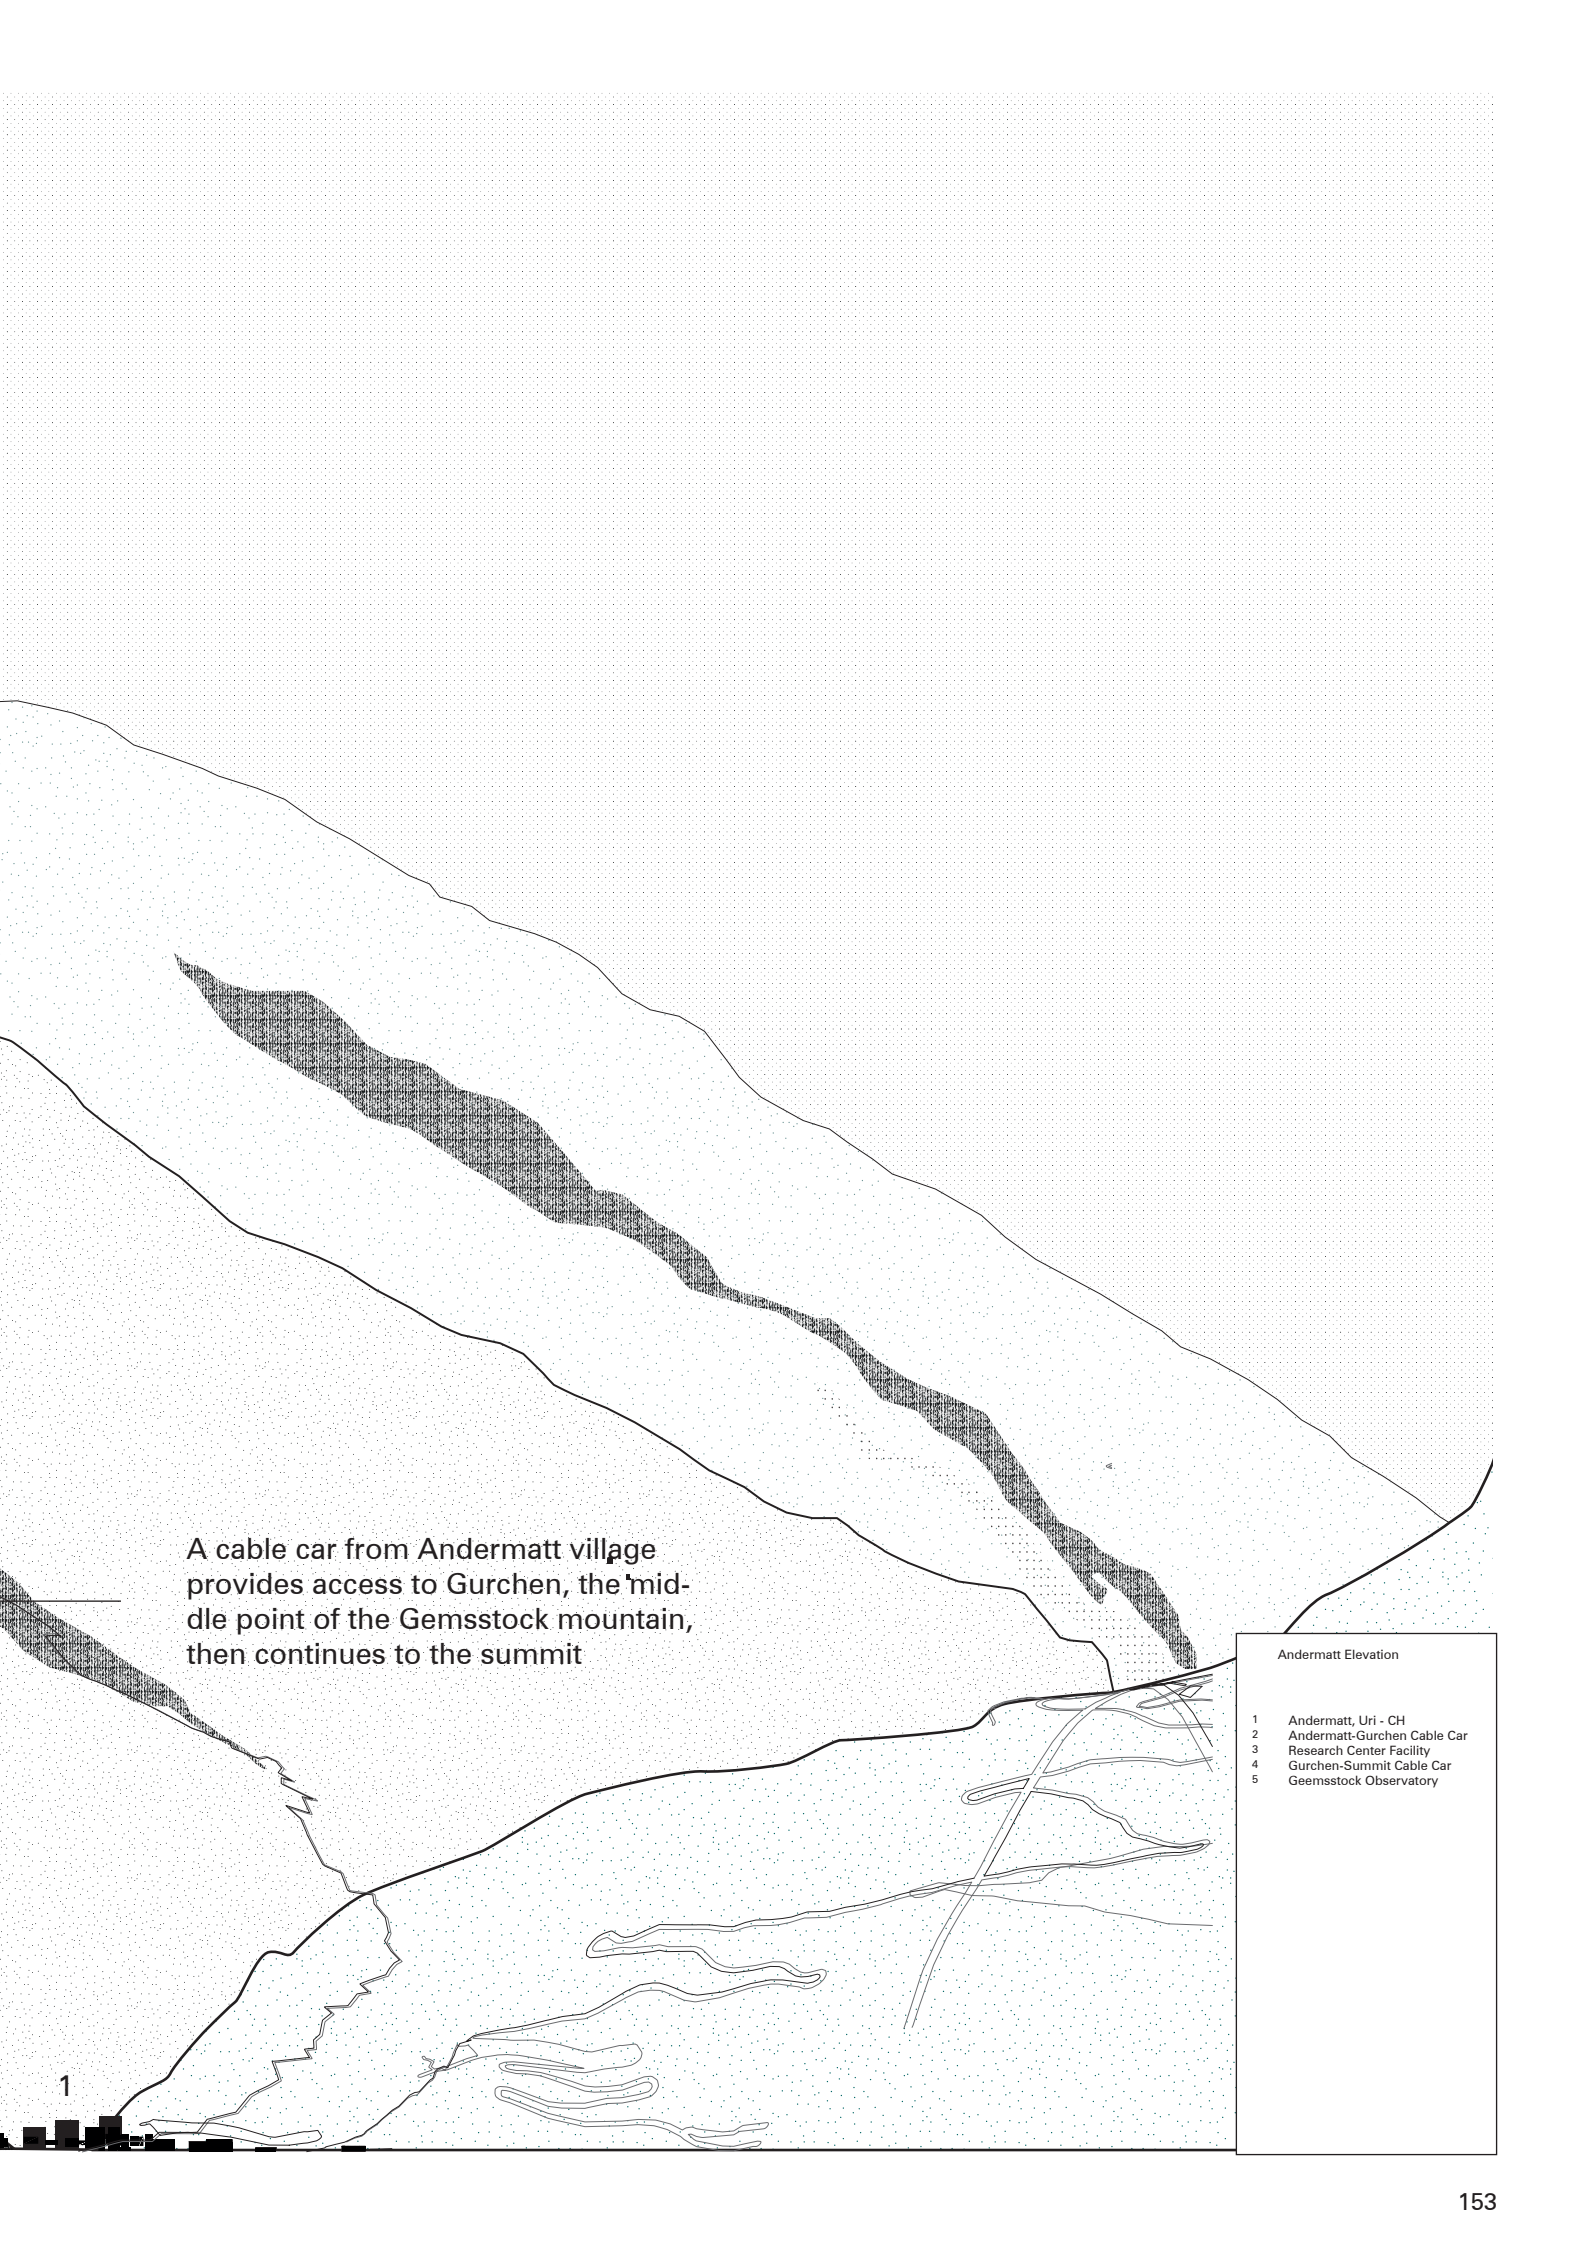 A cable car from Andermatt village
provides access to Gurchen, the mid-
dle point of the Gemsstock mountain,
then continues to the summit
1
Andermatt Elevation
1 Andermatt, Uri - CH
2 Andermatt-Gurchen Cable Car
3 Research Center Facility
4 Gurchen-Summit Cable Car
5 Geemsstock Observatory
153